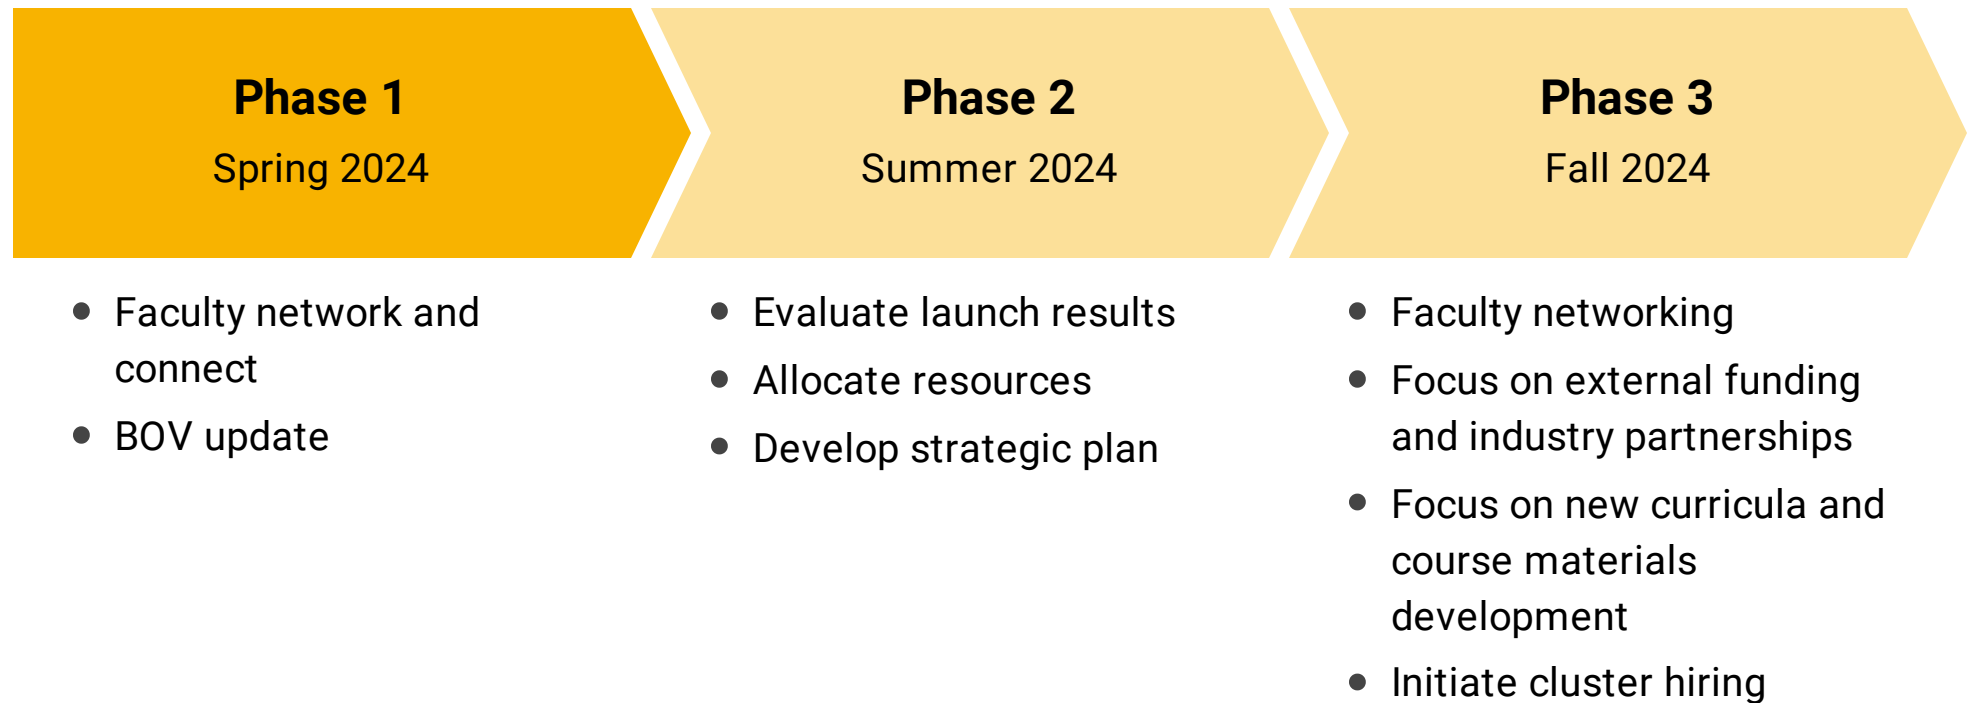 Phase 1
Spring 2024
Phase 2
Summer 2024
Phase 3
Fall 2024
Faculty network and
connect
BOV update
Evaluate launch results
Allocate resources
Develop strategic plan
Faculty networking
Focus on external funding
and industry partnerships
Focus on new curricula and
course materials
development
Initiate cluster hiring